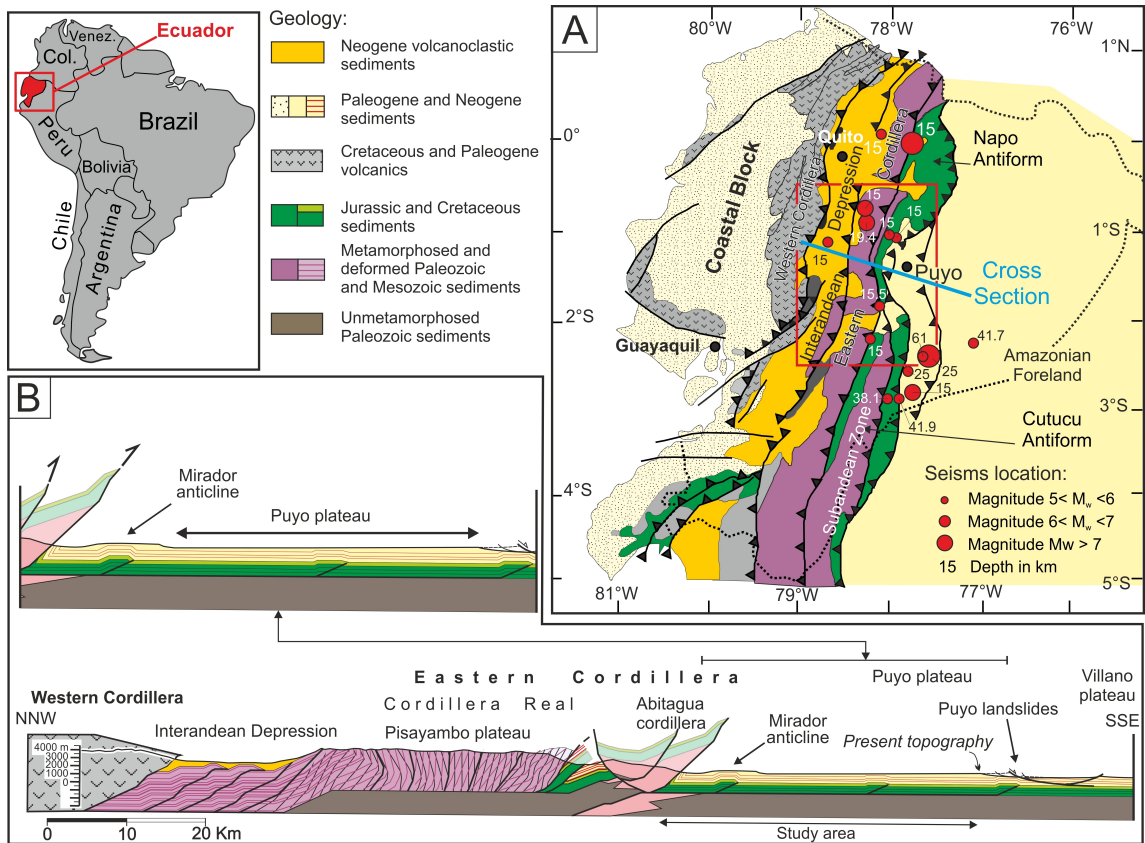 Ecuador
Venez.
Col.
Peru
Brazil
Bolivia
Chile
Argentina
Geology:
Neogene volcanoclastic
sediments
Paleogene and Neogene
sediments
Cretaceous and Paleogene
volcanics
Jurassic and Cretaceous
sediments
Metamorphosed and
deformed Paleozoic
and Mesozoic sediments
Unmetamorphosed
Paleozoic sediments
A
80°W
78°W
76°W
1°N
0°
1°S
2°S
3°S
4°S
5°S
81°W
79°W
77°W
Coastal Block
Western Cordillera
Interandean
Depression
Eastern
Cordillera
Subandean Zone
Quito
15
15
Napo
Antiform
15
15
15
9.4
15
Puyo
Cross
Section
15.5
15
Guayaquil
61
41.7
25
25
15
38.1
41.9
Amazonian
Foreland
Cutucu
Antiform
Seisms location:
Magnitude 5< Mw <6
Magnitude 6< Mw <7
Magnitude Mw > 7
15 Depth in km
B
Mirador
anticline
Puyo plateau
Eastern Cordillera
Western Cordillera
NNW
Cordillera Real
Interandean Depression
Pisayambo plateau
Abitagua
cordillera
Mirador
anticline
Puyo plateau
Present topography
Puyo landslides
Villano
plateau
SSE
4000 m
3000
2000
1000
0
0 10 20 Km
Study area